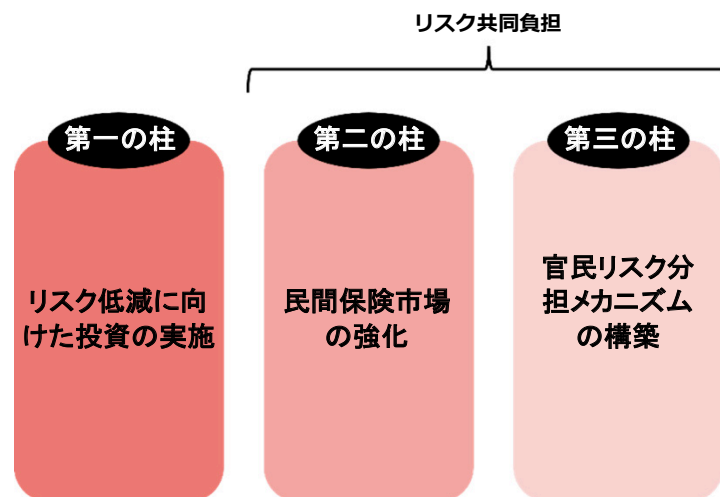 リスク共同負担
第一の柱
第二の柱
第三の柱
リスク低減に向
けた投資の実施
民間保険市場
の強化
官民リスク分
担メカニズム
の構築